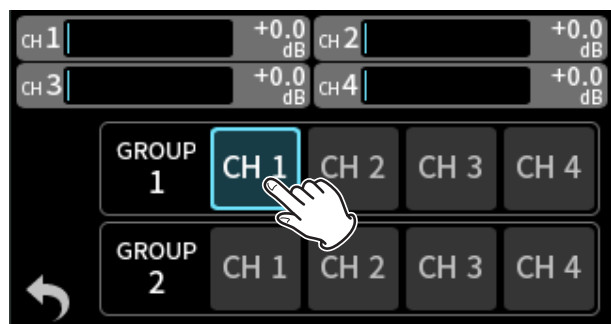 CH 1 +0.0 dB CH 2 +0.0 dB
CH 3 +0.0 dB CH 4 +0.0 dB
GROUP 1 CH 1 CH 2 CH 3 CH 4
GROUP 2 CH 1 CH 2 CH 3 CH 4